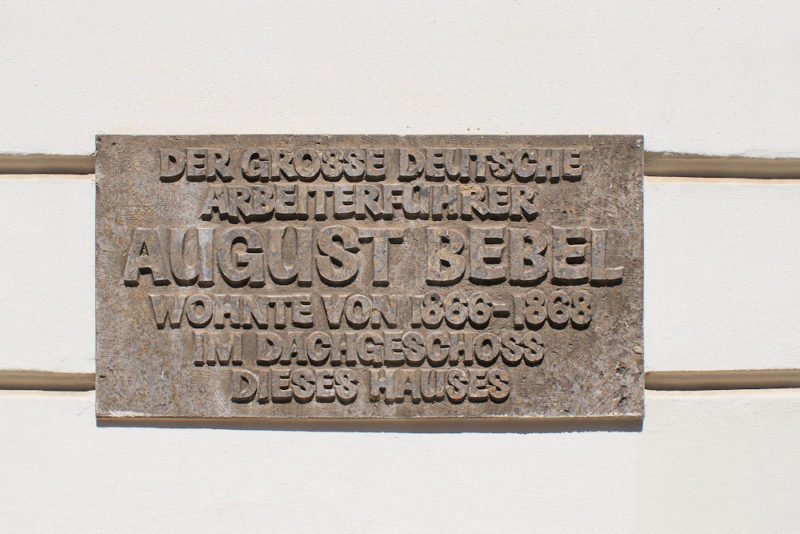 DER GROSSE DEUTSCHE
ARBEITERFÜHRER
AUGUST BEBEL
WOHNTE VON 1866-1868
IM DACHGESCHOSS
DIESES HAUSES